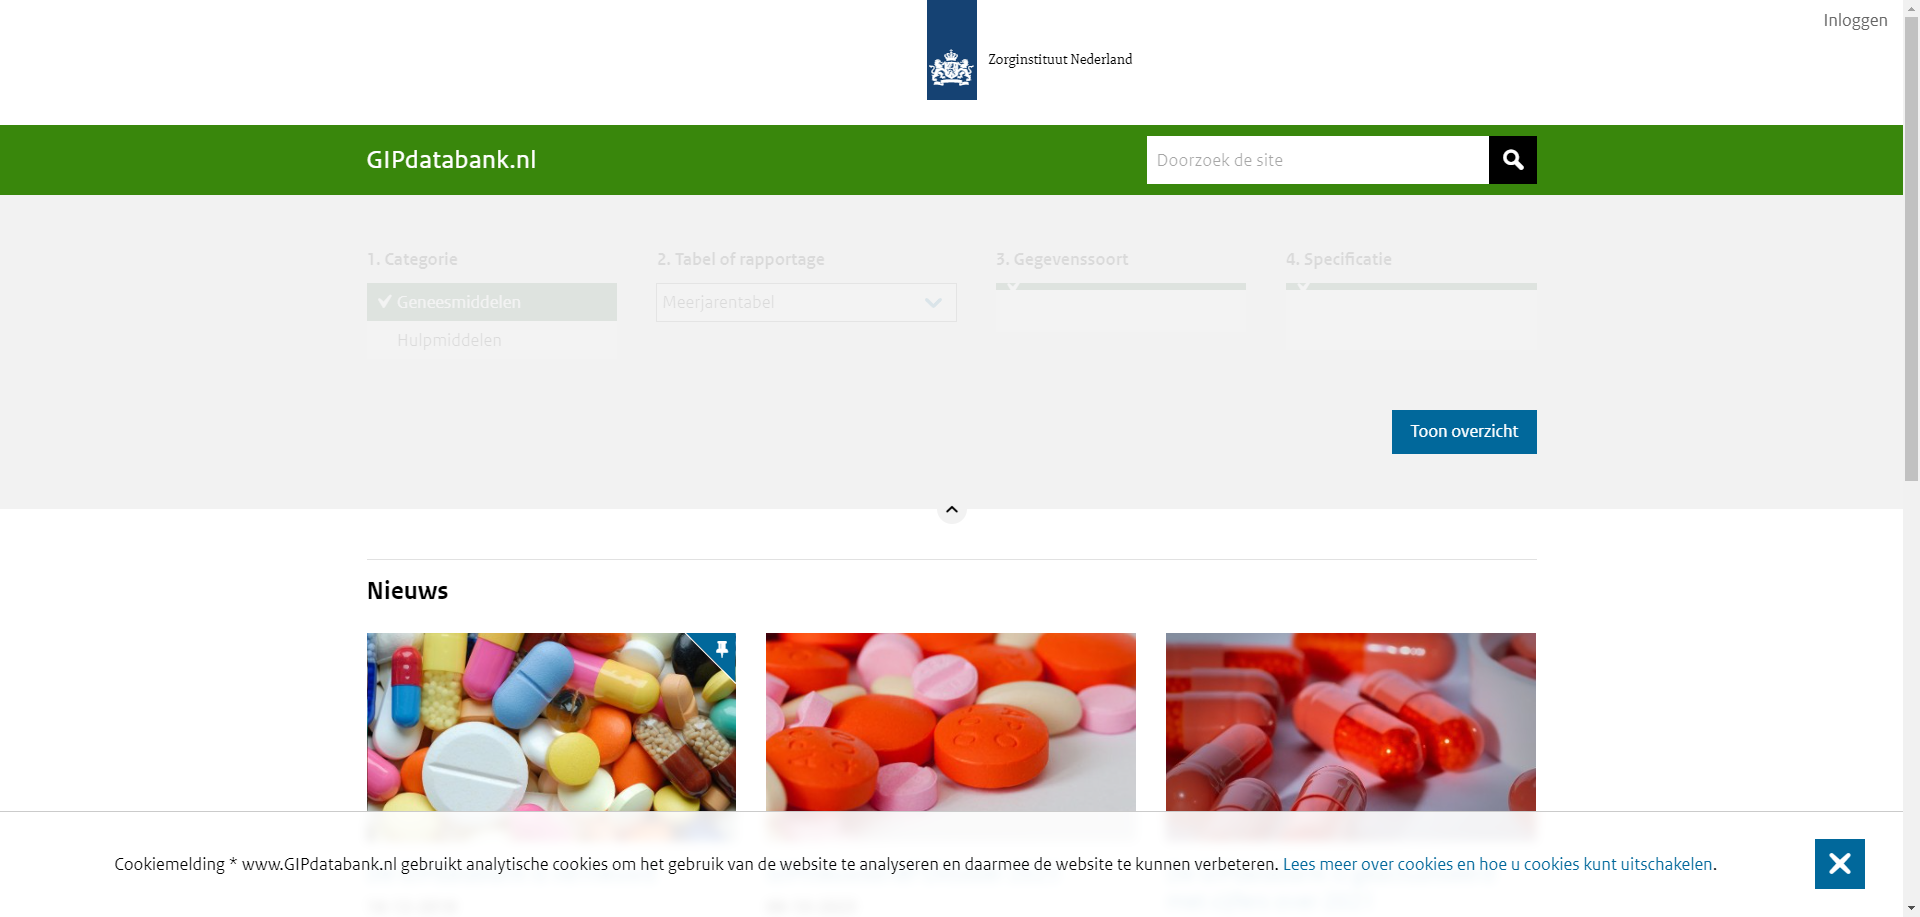 Inloggen
Zorginstituut Nederland
GIPdatabank.nl
Doorzoek de site
1. Categorie
2. Tabel of rapportage
3. Gegevenssoort
4. Specificatie
Geneesmiddelen
Meerjarentabel
Hulpmiddelen
Toon overzicht
Nieuws
Cookiemelding * www.GIPdatabank.nl gebruikt analytische cookies om het gebruik van de website te analyseren en daarmee de website te kunnen verbeteren. Lees meer over cookies en hoe u cookies kunt uitschakelen.